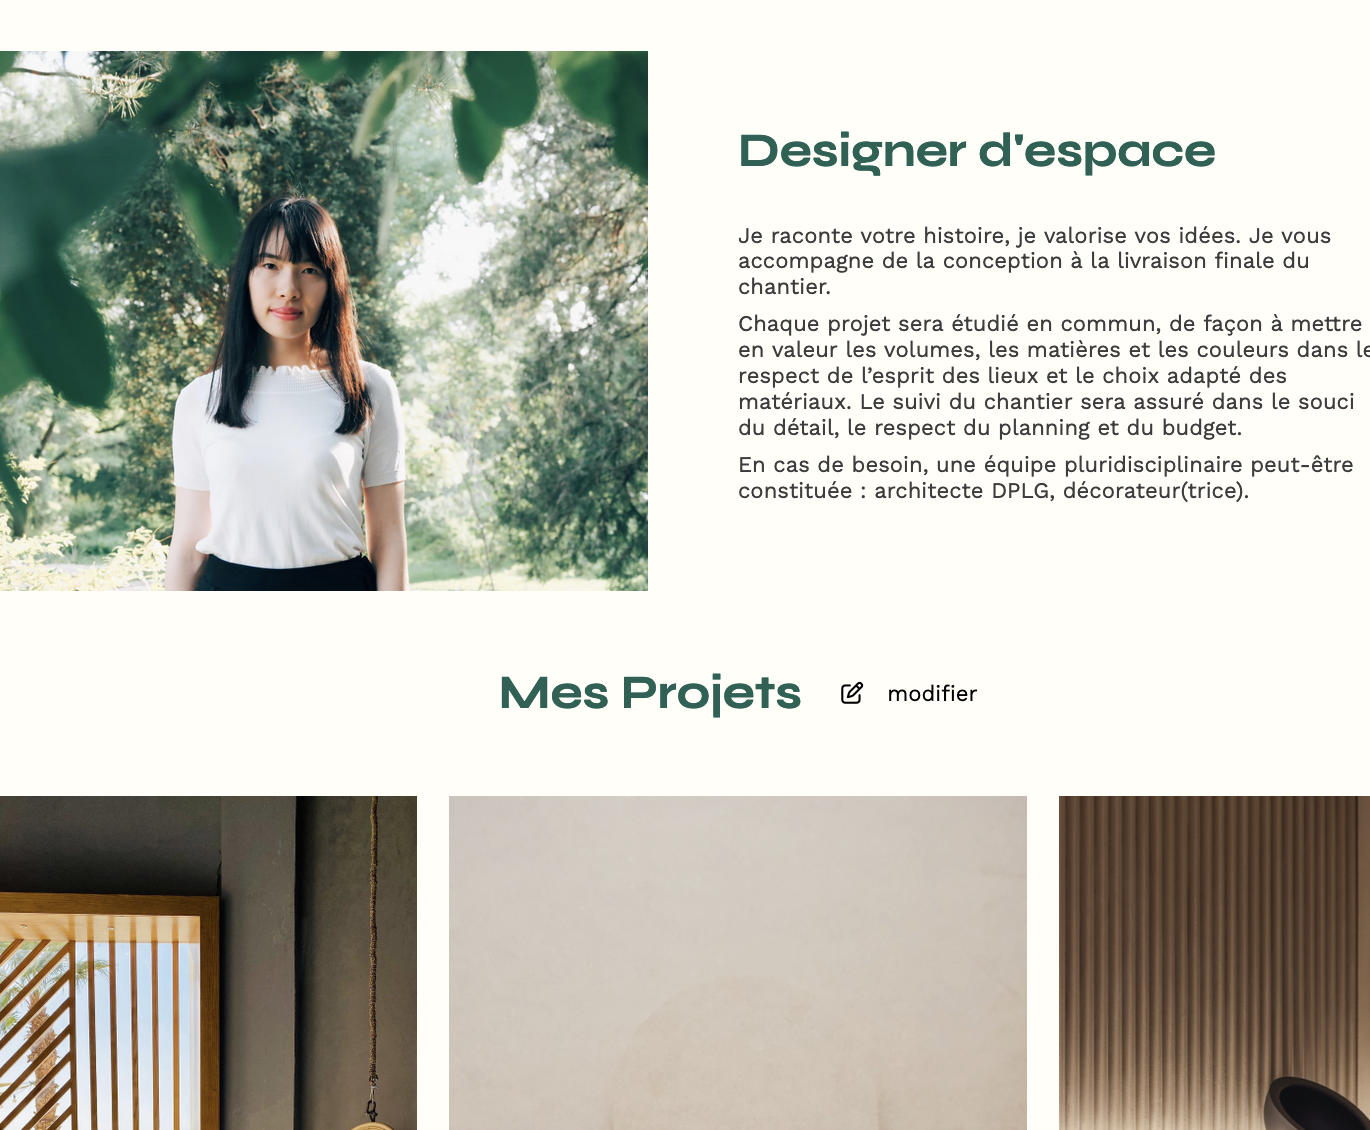 Designer d'espace
Je raconte votre histoire, je valorise vos idées. Je vous
accompagne de la conception à la livraison finale du
chantier.
Chaque projet sera étudié en commun, de façon à mettre
en valeur les volumes, les matières et les couleurs dans le
respect de l’esprit des lieux et le choix adapté des
matériaux. Le suivi du chantier sera assuré dans le souci
du détail, le respect du planning et du budget.
En cas de besoin, une équipe pluridisciplinaire peut-être
constituée : architecte DPLG, décorateur(trice).
Mes Projets modifier